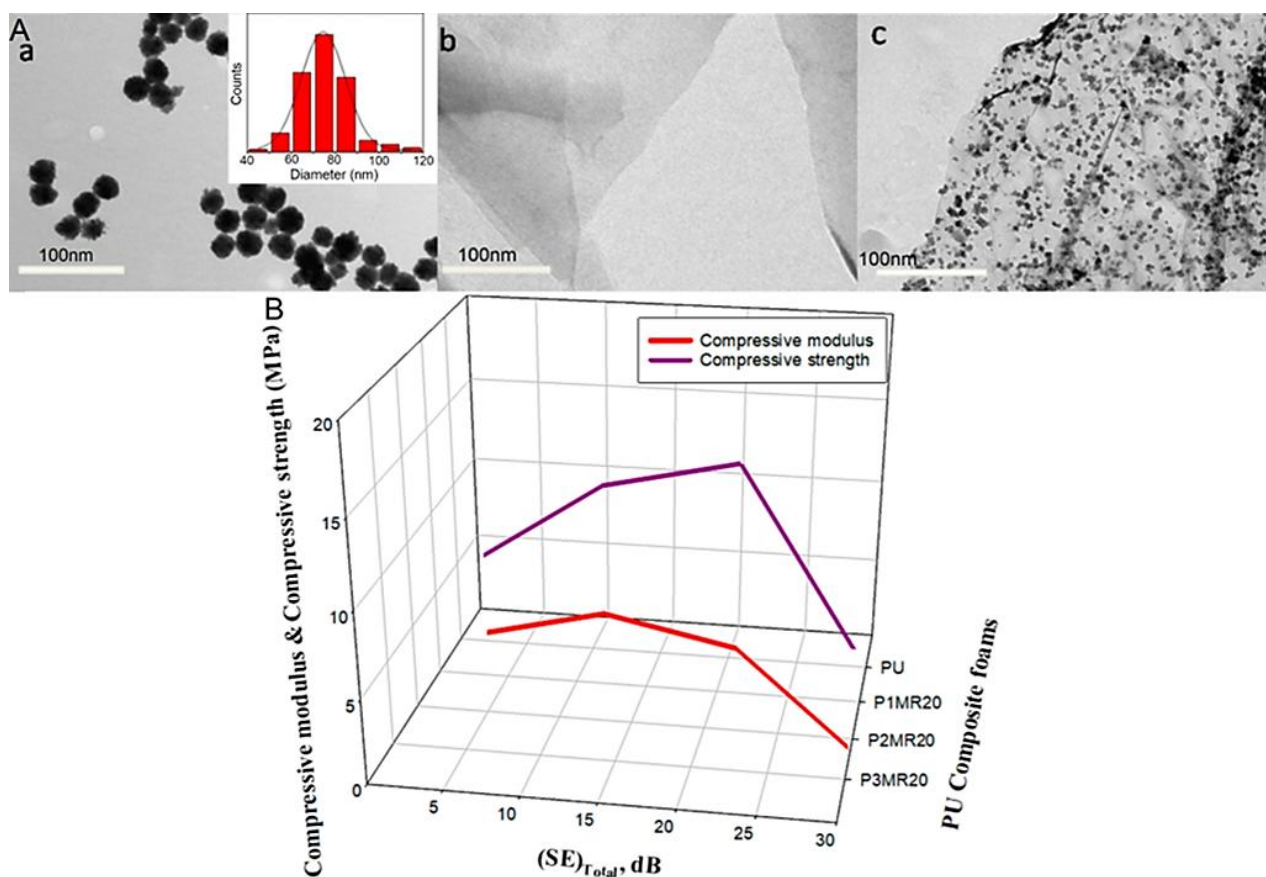 A
a
Counts
40 60 80 100 120
Diameter (nm)
100nm
b
100nm
c
100nm
B
Compressive modulus & Compressive strength (MPa)
20
15
10
5
0
Compressive modulus
Compressive strength
PU
P1MR20
P2MR20
P3MR20
PU Composite foams
5 10 15 20 25 30
(SE)Total, dB